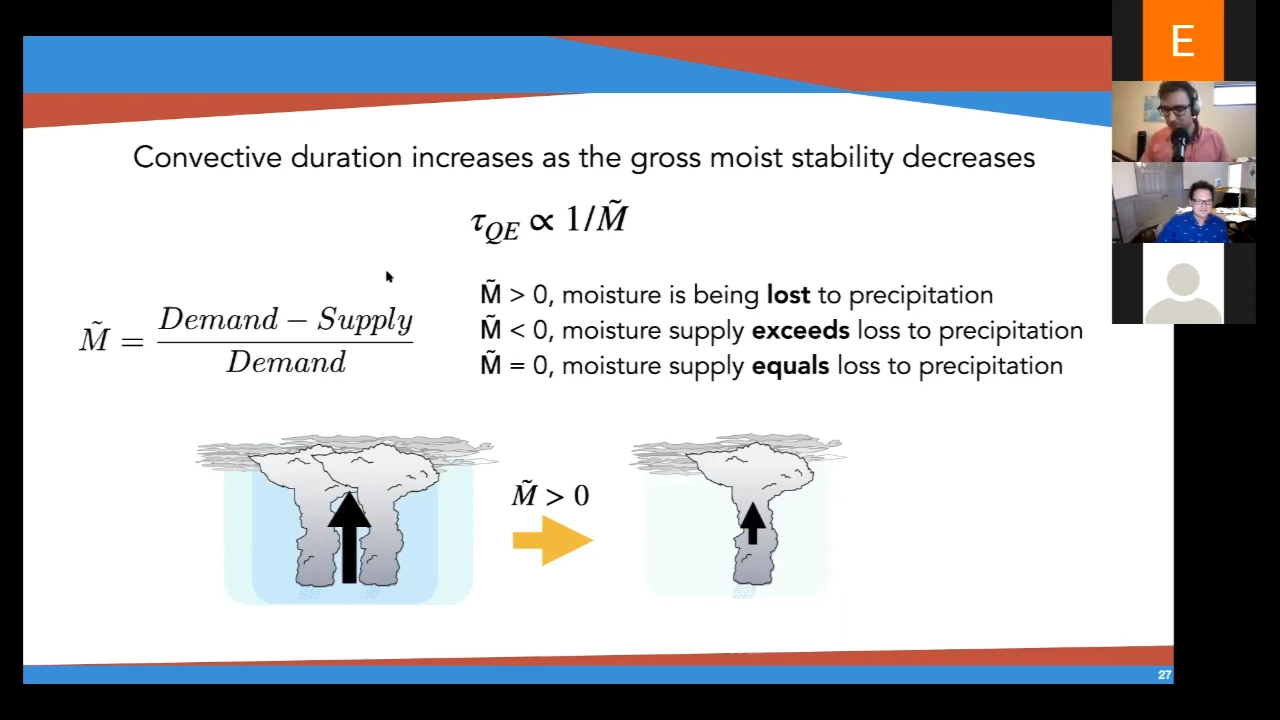 E
Convective duration increases as the gross moist stability decreases
τ_QE ∝ 1/M̃
M̃ = (Demand − Supply) / Demand
M̃ > 0, moisture is being lost to precipitation
M̃ < 0, moisture supply exceeds loss to precipitation
M̃ = 0, moisture supply equals loss to precipitation
M̃ > 0
27